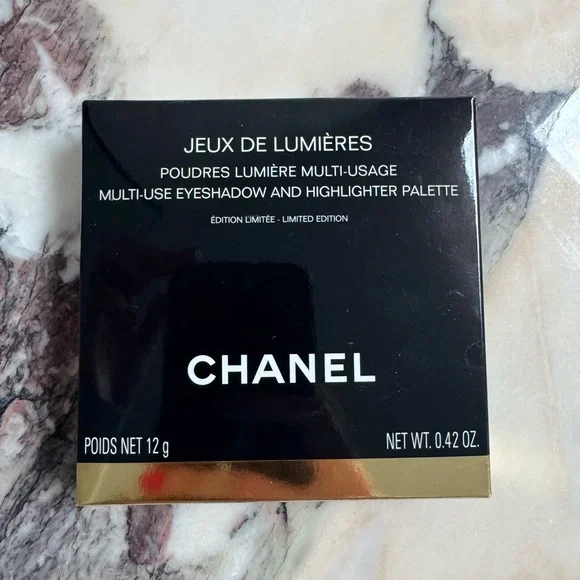 JEUX DE LUMIÈRES
POUDRES LUMIÈRE MULTI-USAGE
MULTI-USE EYESHADOW AND HIGHLIGHTER PALETTE
ÉDITION LIMITÉE - LIMITED EDITION
CHANEL
POIDS NET 12 g NET WT. 0.42 OZ.